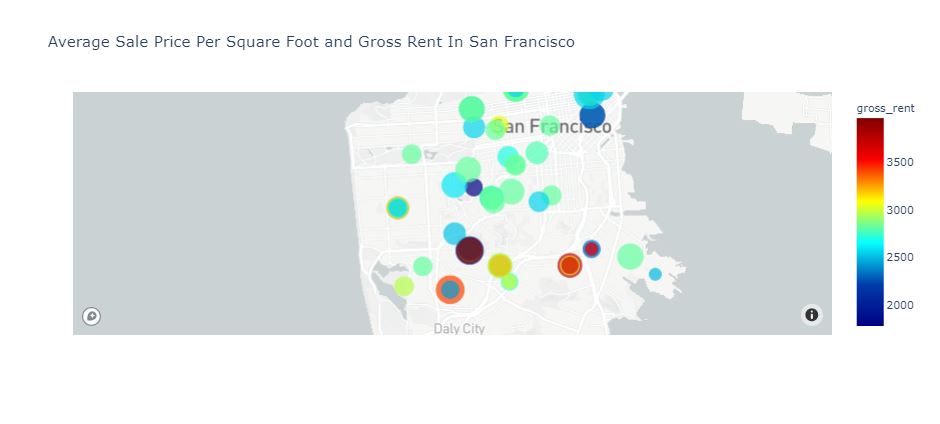 Average Sale Price Per Square Foot and Gross Rent In San Francisco
gross_rent
San Francisco
3500
3000
2500
2000
Daly City